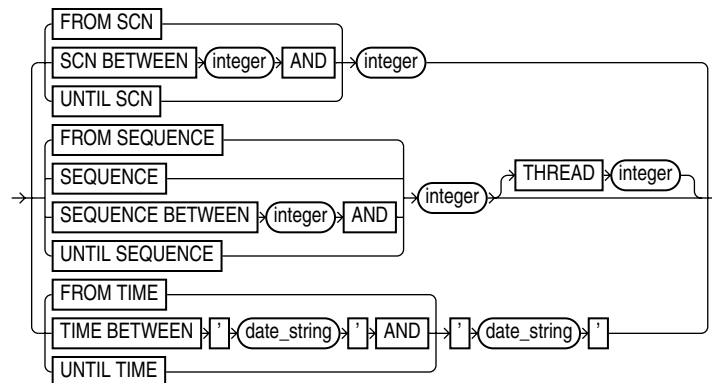 FROM SCN
SCN BETWEEN integer AND integer
UNTIL SCN
FROM SEQUENCE
SEQUENCE
SEQUENCE BETWEEN integer AND integer THREAD integer
UNTIL SEQUENCE
FROM TIME
TIME BETWEEN ' date_string ' AND ' date_string '
UNTIL TIME